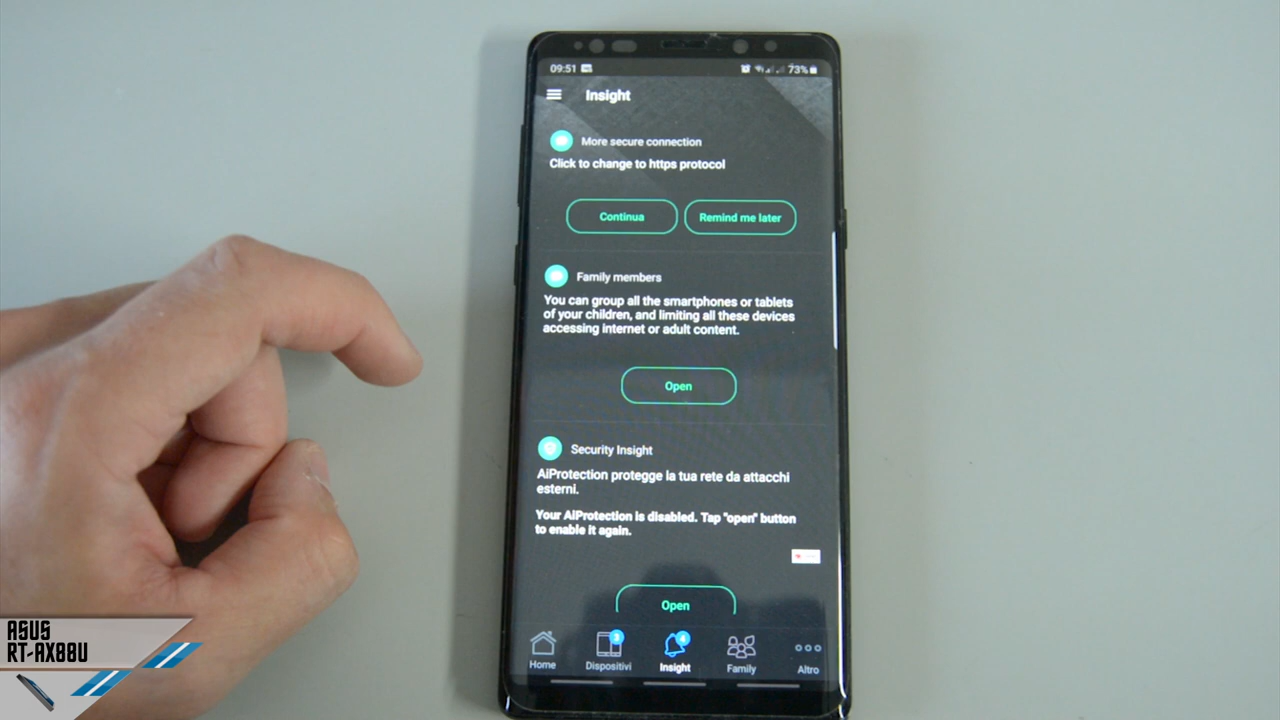 09:51
73%
Insight
More secure connection
Click to change to https protocol
Continua
Remind me later
Family members
You can group all the smartphones or tablets
of your children, and limiting all these devices
accessing internet or adult content.
Open
Security Insight
AiProtection protegge la tua rete da attacchi
esterni.
Your AiProtection is disabled. Tap "open" button
to enable it again.
Open
3
4
Home
Dispositivi
Insight
Family
Altro
ASUS
RT-AX88U